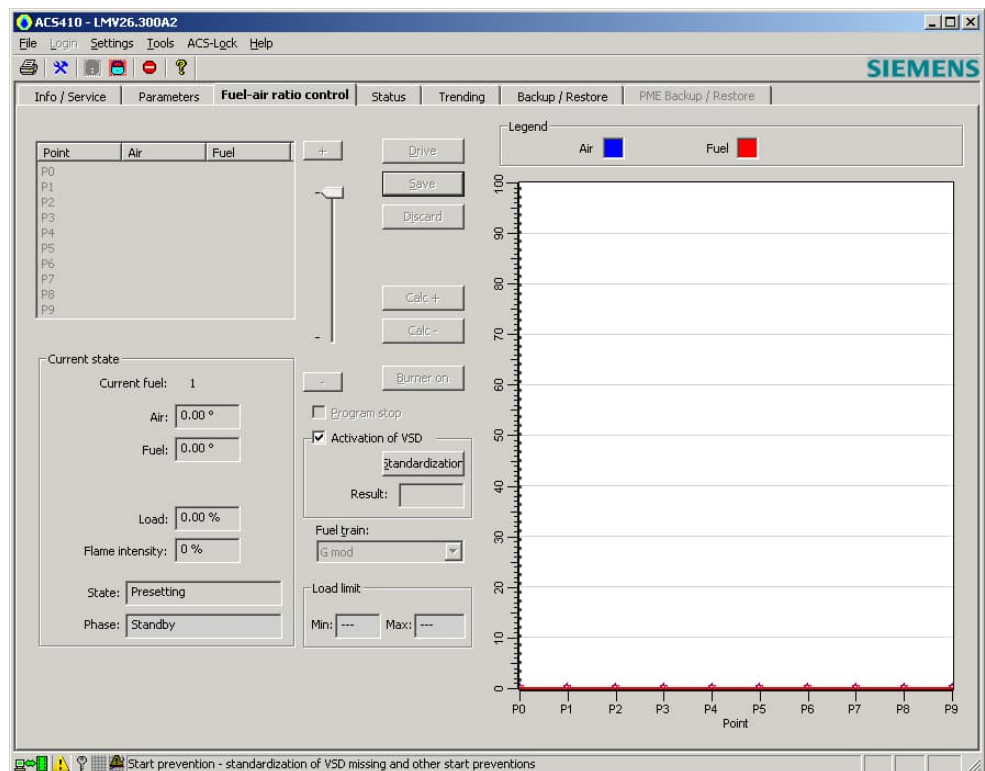 ACS410 - LMV26.300A2
File Login Settings Tools ACS-Lock Help
SIEMENS
Info / Service Parameters Fuel-air ratio control Status Trending Backup / Restore PME Backup / Restore
Point Air Fuel
P0
P1
P2
P3
P4
P5
P6
P7
P8
P9
+
Drive
Save
Discard
Calc +
Calc -
-
Burner on
Program stop
Activation of VSD
Standardization
Result:
Fuel train:
G mod
Load limit
Min: --- Max: ---
Current state
Current fuel: 1
Air: 0.00 °
Fuel: 0.00 °
Load: 0.00 %
Flame intensity: 0 %
State: Presetting
Phase: Standby
Legend
Air Fuel
100
90
80
70
60
50
40
30
20
10
0
P0 P1 P2 P3 P4 P5 P6 P7 P8 P9
Point
Start prevention - standardization of VSD missing and other start preventions